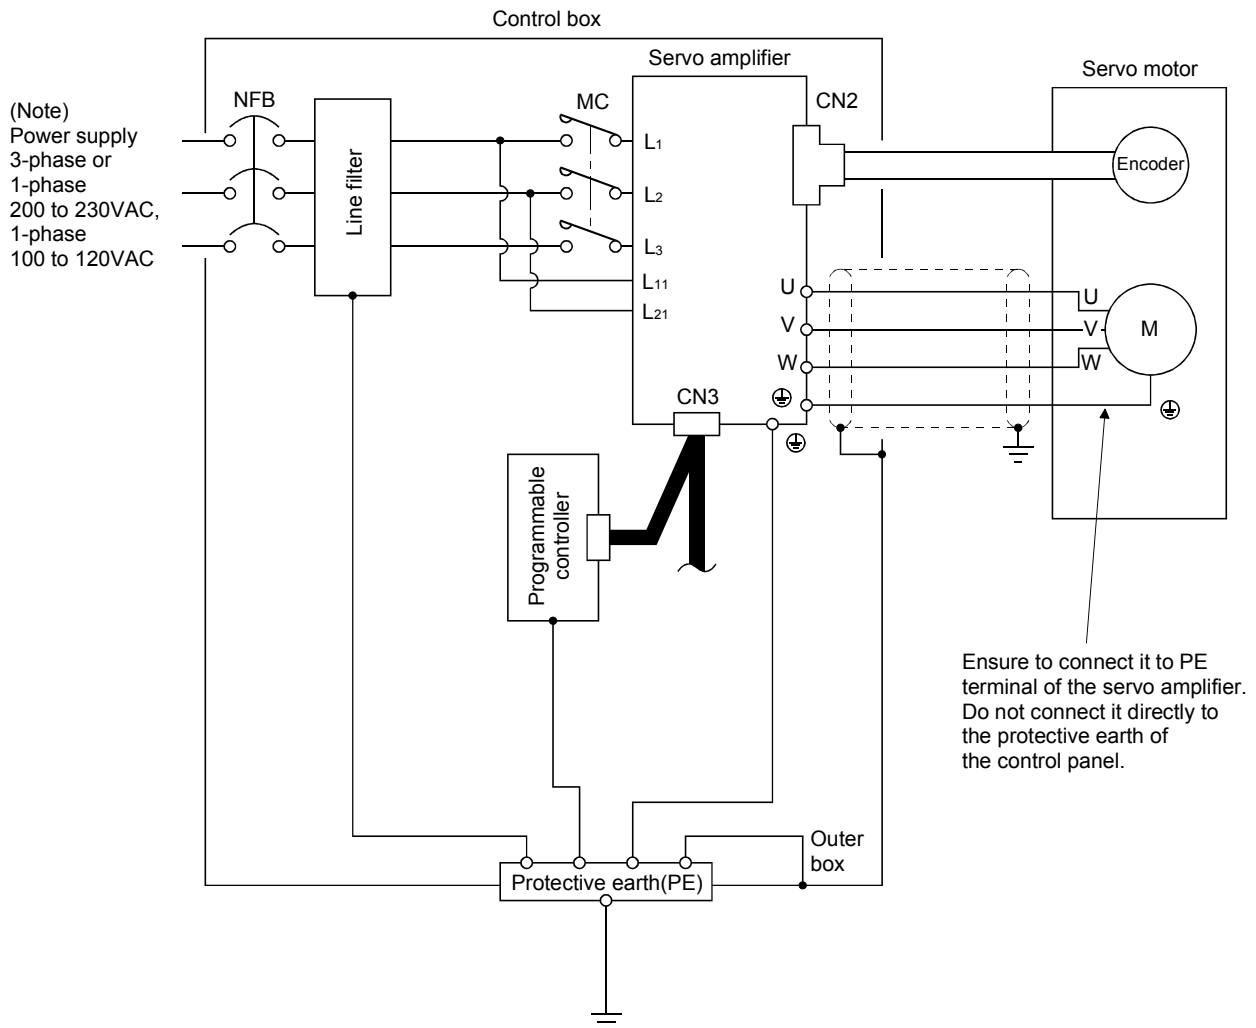 Control box
Servo amplifier
Servo motor
(Note)
Power supply
3-phase or
1-phase
200 to 230VAC,
1-phase
100 to 120VAC
NFB
Line filter
MC
CN2
Encoder
L1
L2
L3
L11
L21
U
V
W
U
V
W
M
CN3
Programmable
controller
Ensure to connect it to PE
terminal of the servo amplifier.
Do not connect it directly to
the protective earth of
the control panel.
Outer
box
Protective earth(PE)